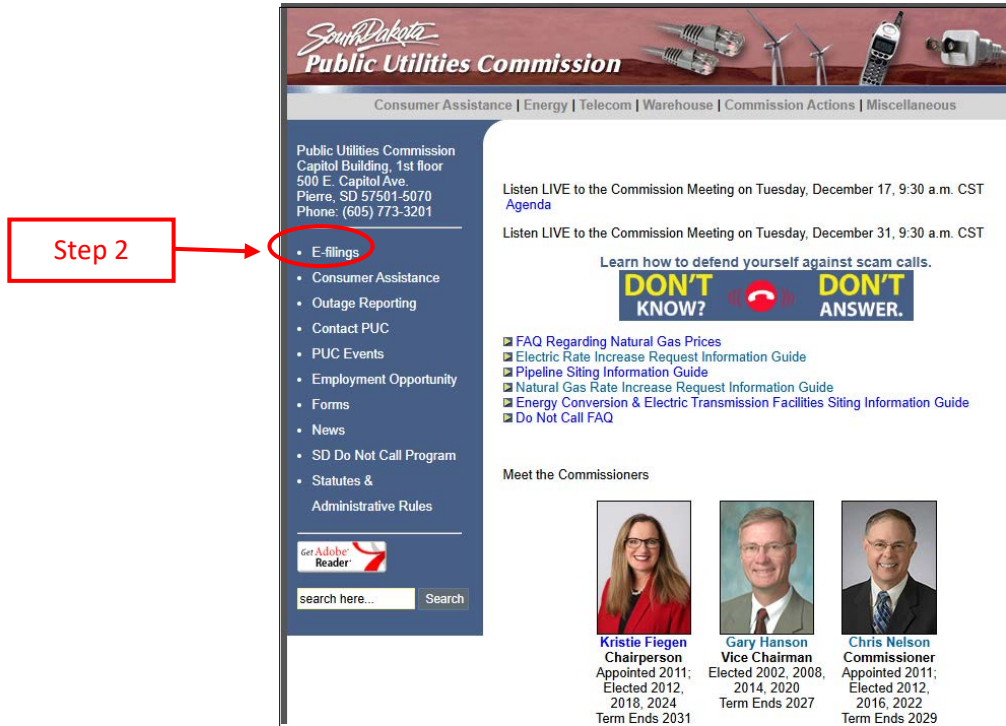 South Dakota
Public Utilities Commission
Consumer Assistance | Energy | Telecom | Warehouse | Commission Actions | Miscellaneous
Step 2
Public Utilities Commission
Capitol Building, 1st floor
500 E. Capitol Ave.
Pierre, SD 57501-5070
Phone: (605) 773-3201
• E-filings
• Consumer Assistance
• Outage Reporting
• Contact PUC
• PUC Events
• Employment Opportunity
• Forms
• News
• SD Do Not Call Program
• Statutes &
Administrative Rules
Get Adobe
Reader
search here...
Search
Listen LIVE to the Commission Meeting on Tuesday, December 17, 9:30 a.m. CST
Agenda
Listen LIVE to the Commission Meeting on Tuesday, December 31, 9:30 a.m. CST
Learn how to defend yourself against scam calls.
DON'T
KNOW?
DON'T
ANSWER.
FAQ Regarding Natural Gas Prices
Electric Rate Increase Request Information Guide
Pipeline Siting Information Guide
Natural Gas Rate Increase Request Information Guide
Energy Conversion & Electric Transmission Facilities Siting Information Guide
Do Not Call FAQ
Meet the Commissioners
Kristie Fiegen
Chairperson
Appointed 2011;
Elected 2012,
2018, 2024
Term Ends 2031
Gary Hanson
Vice Chairman
Elected 2002, 2008,
2014, 2020
Term Ends 2027
Chris Nelson
Commissioner
Appointed 2011;
Elected 2012,
2016, 2022
Term Ends 2029